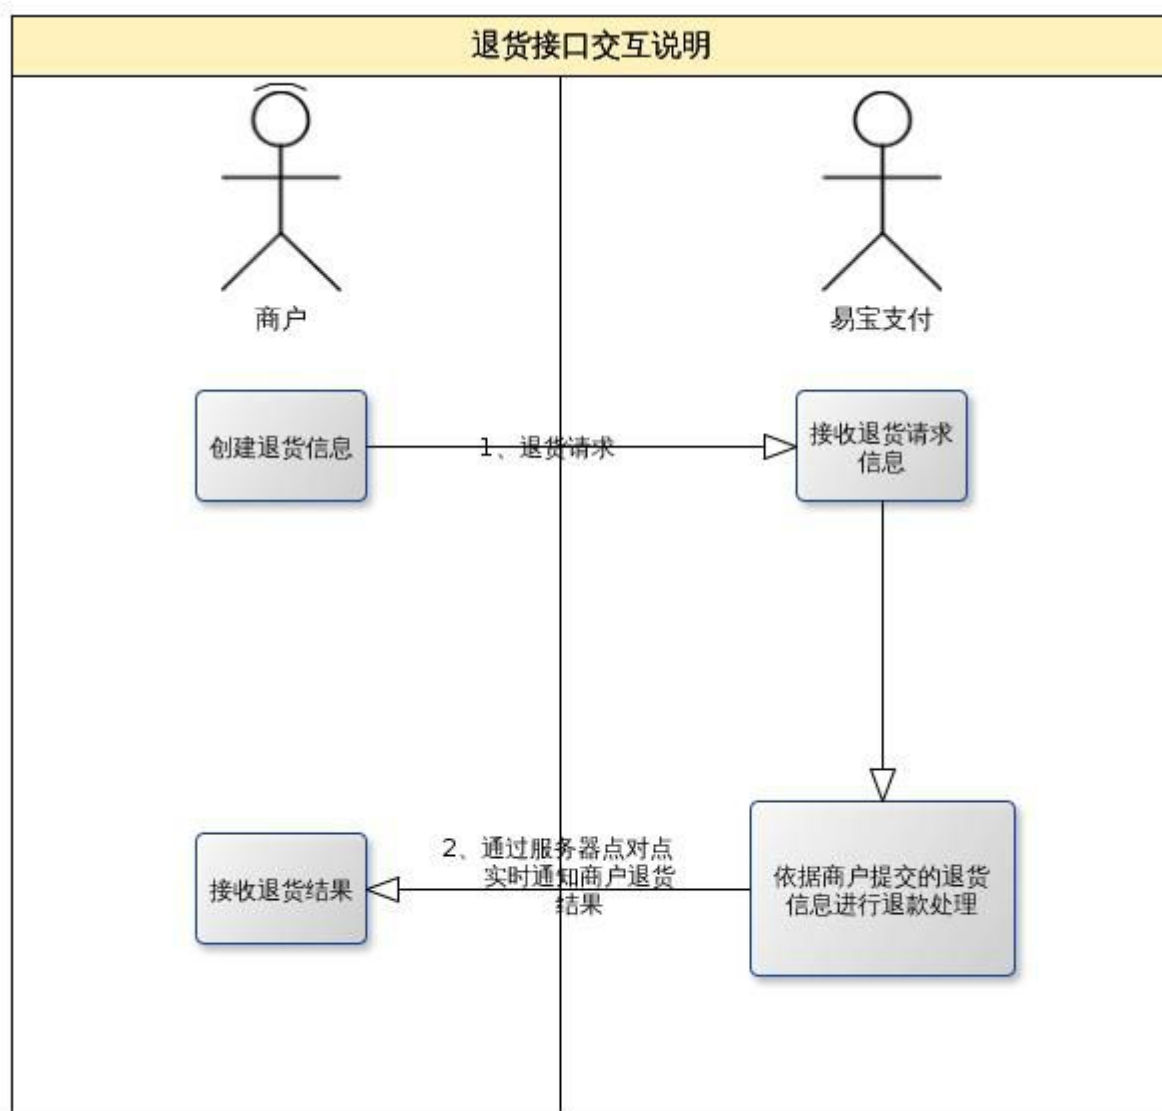 退货接口交互说明
商户
易宝支付
创建退货信息
1、退货请求
接收退货请求
信息
接收退货结果
2、通过服务器点对点
实时通知商户退货
结果
依据商户提交的退货
信息进行退款处理